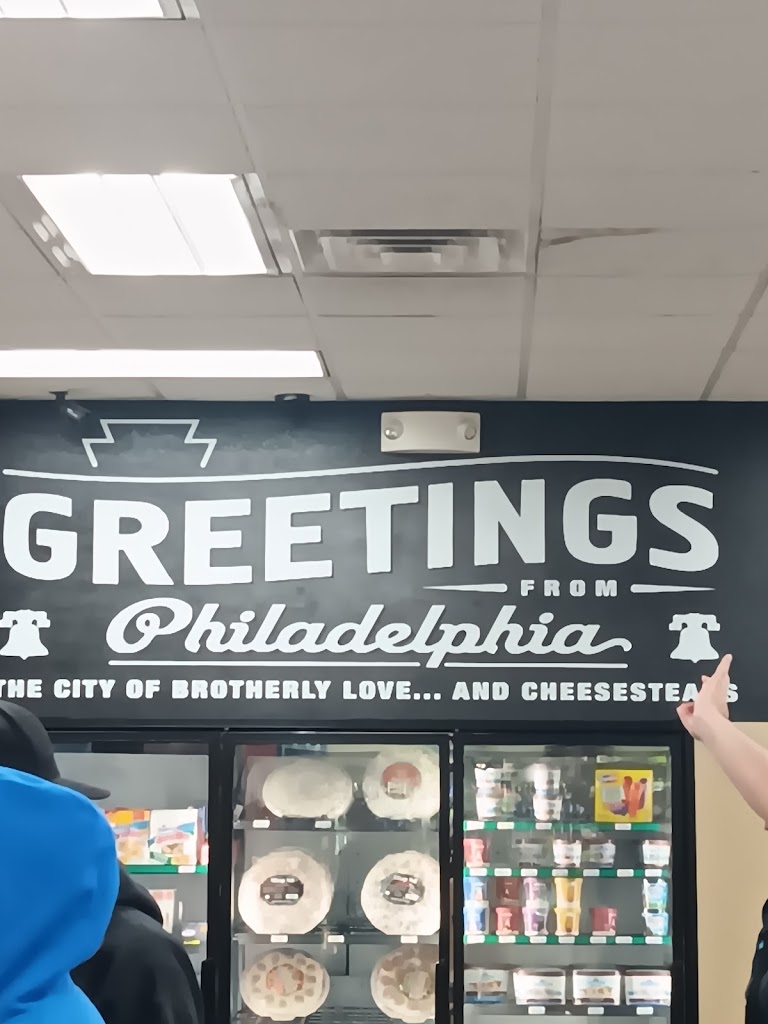 GREETINGS
FROM
Philadelphia
THE CITY OF BROTHERLY LOVE... AND CHEESESTEAKS